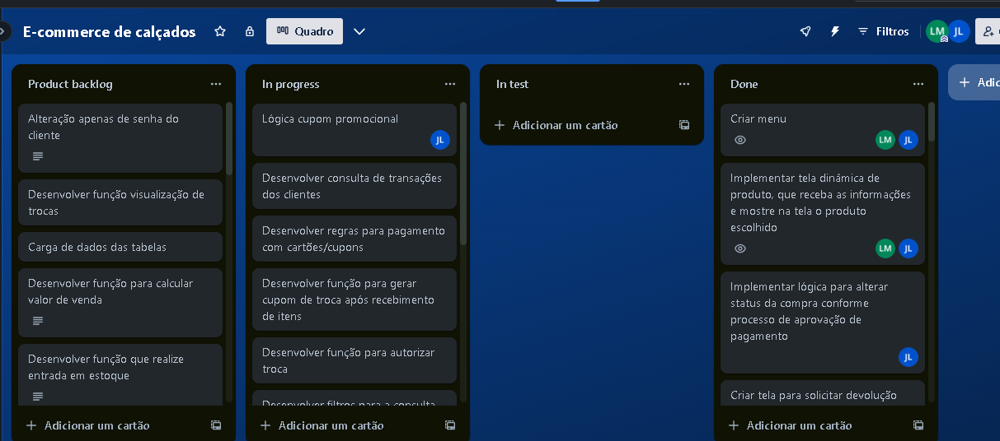 E-commerce de calçados
Quadro
Filtros
LM
JL
Product backlog
Alteração apenas de senha do
cliente
Desenvolver função visualização de
trocas
Carga de dados das tabelas
Desenvolver função para calcular
valor de venda
Desenvolver função que realize
entrada em estoque
Adicionar um cartão
In progress
Lógica cupom promocional
JL
Desenvolver consulta de transações
dos clientes
Desenvolver regras para pagamento
com cartões/cupons
Desenvolver função para gerar
cupom de troca após recebimento
de itens
Desenvolver função para autorizar
troca
Desenvolver filtros para a consulta
Adicionar um cartão
In test
Adicionar um cartão
Done
Criar menu
LM JL
Implementar tela dinâmica de
produto, que receba as informações
e mostre na tela o produto
escolhido
LM JL
Implementar lógica para alterar
status da compra conforme
processo de aprovação de
pagamento
JL
Criar tela para solicitar devolução
Adicionar um cartão
Adic